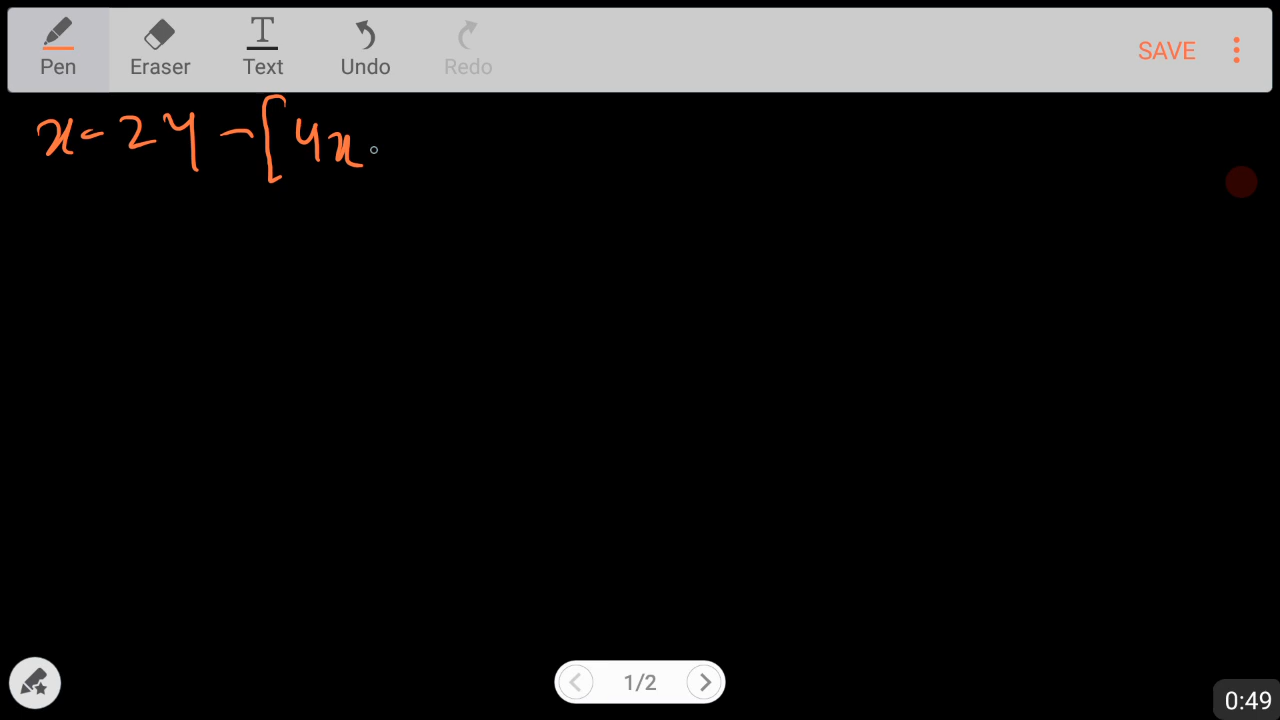 Pen Eraser Text Undo Redo SAVE
x - 2y - [4x
1/2
0:49